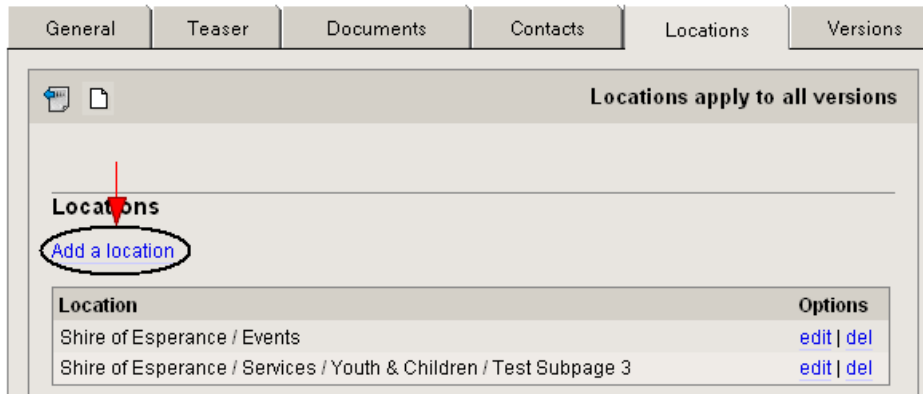 General Teaser Documents Contacts Locations Versions
Locations apply to all versions
Locations
Add a location
Location Options
Shire of Esperance / Events edit | del
Shire of Esperance / Services / Youth & Children / Test Subpage 3 edit | del